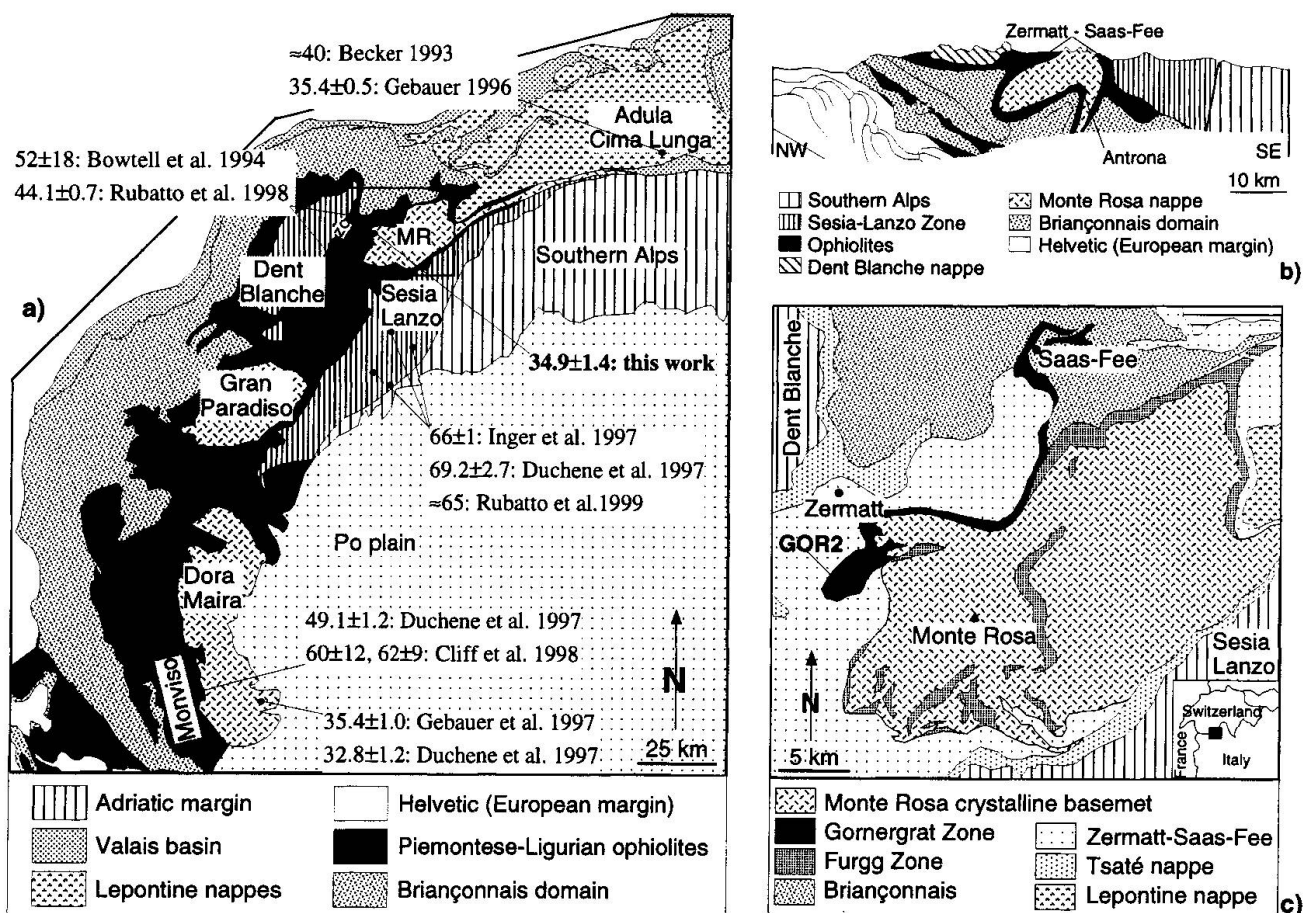 a)
≈40: Becker 1993
35.4±0.5: Gebauer 1996
Adula
Cima Lunga
52±18: Bowtell et al. 1994
44.1±0.7: Rubatto et al. 1998
MR
Dent
Blanche
Southern Alps
Sesia
Lanzo
34.9±1.4: this work
Gran
Paradiso
66±1: Inger et al. 1997
69.2±2.7: Duchene et al. 1997
≈65: Rubatto et al.1999
Po plain
Dora
Maira
49.1±1.2: Duchene et al. 1997
60±12, 62±9: Cliff et al. 1998
Monviso
N
35.4±1.0: Gebauer et al. 1997
32.8±1.2: Duchene et al. 1997
25 km
Adriatic margin
Valais basin
Lepontine nappes
Helvetic (European margin)
Piemontese-Ligurian ophiolites
Briançonnais domain
Zermatt - Saas-Fee
NW
Antrona
SE
10 km
Southern Alps
Sesia-Lanzo Zone
Ophiolites
Dent Blanche nappe
Monte Rosa nappe
Briançonnais domain
Helvetic (European margin)
b)
Dent Blanche
Saas-Fee
Zermatt
GOR2
Monte Rosa
Sesia
Lanzo
N
5 km
Switzerland
France
Italy
Monte Rosa crystalline basemet
Gornergrat Zone
Furgg Zone
Briançonnais
Zermatt-Saas-Fee
Tsaté nappe
Lepontine nappe
c)